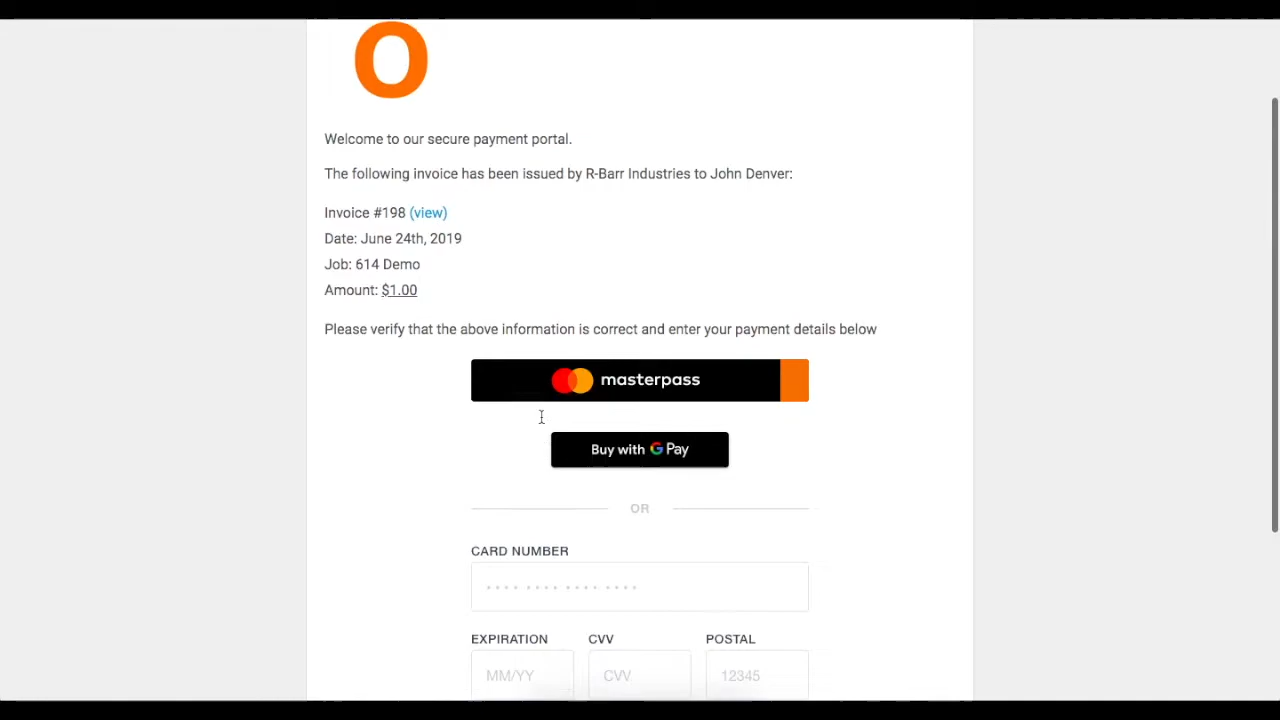 O
Welcome to our secure payment portal.
The following invoice has been issued by R-Barr Industries to John Denver:
Invoice #198 (view)
Date: June 24th, 2019
Job: 614 Demo
Amount: $1.00
Please verify that the above information is correct and enter your payment details below
masterpass
Buy with G Pay
OR
CARD NUMBER
•••• •••• •••• ••••
EXPIRATION CVV POSTAL
MM/YY CVV 12345